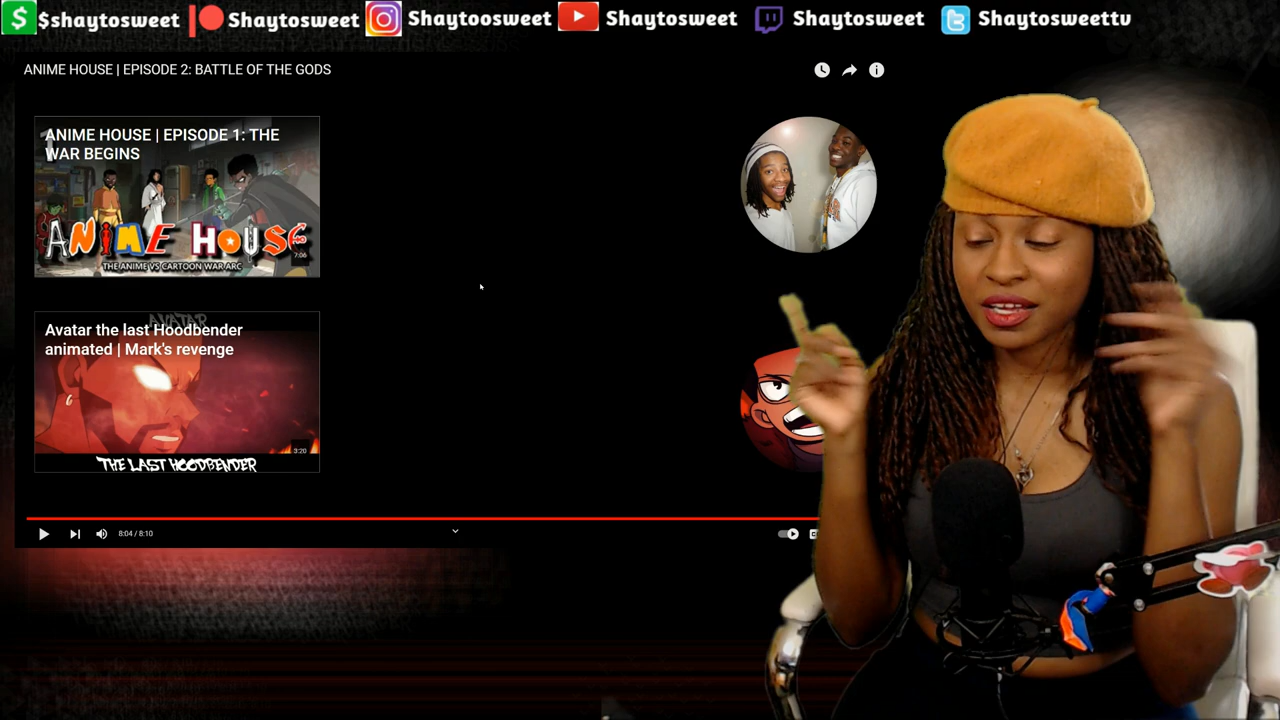 $shaytosweet
Shaytosweet
Shaytoosweet
Shaytosweet
Shaytosweet
Shaytosweettv
ANIME HOUSE | EPISODE 2: BATTLE OF THE GODS
ANIME HOUSE | EPISODE 1: THE
WAR BEGINS
ANIME HOUSE
THE ANIME VS CARTOON WAR ARC
7:06
AVATAR
Avatar the last Hoodbender
animated | Mark's revenge
3:20
THE LAST HOODBENDER
8:04 / 8:10